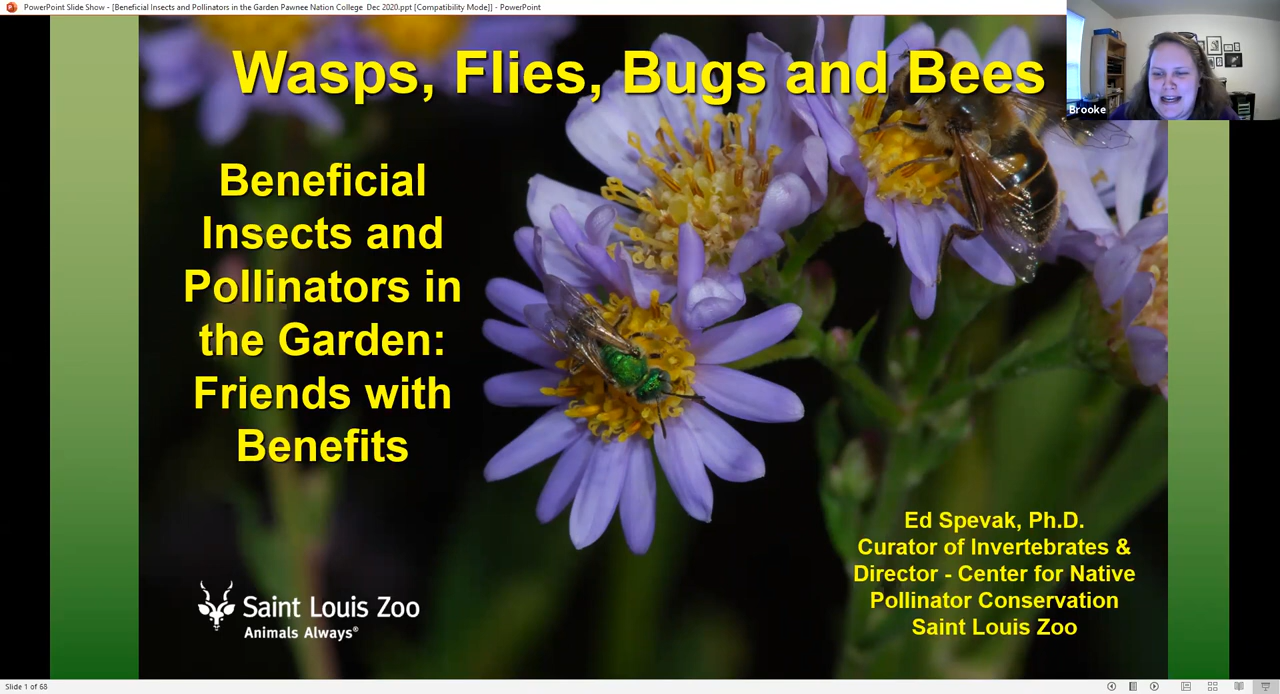 PowerPoint Slide Show - [Beneficial Insects and Pollinators in the Garden Pawnee Nation College  Dec 2020.ppt [Compatibility Mode]] - PowerPoint
Brooke
Wasps, Flies, Bugs and Bees
Beneficial
Insects and
Pollinators in
the Garden:
Friends with
Benefits
Ed Spevak, Ph.D.
Curator of Invertebrates &
Director - Center for Native
Pollinator Conservation
Saint Louis Zoo
Saint Louis Zoo
Animals Always®
Slide 1 of 68